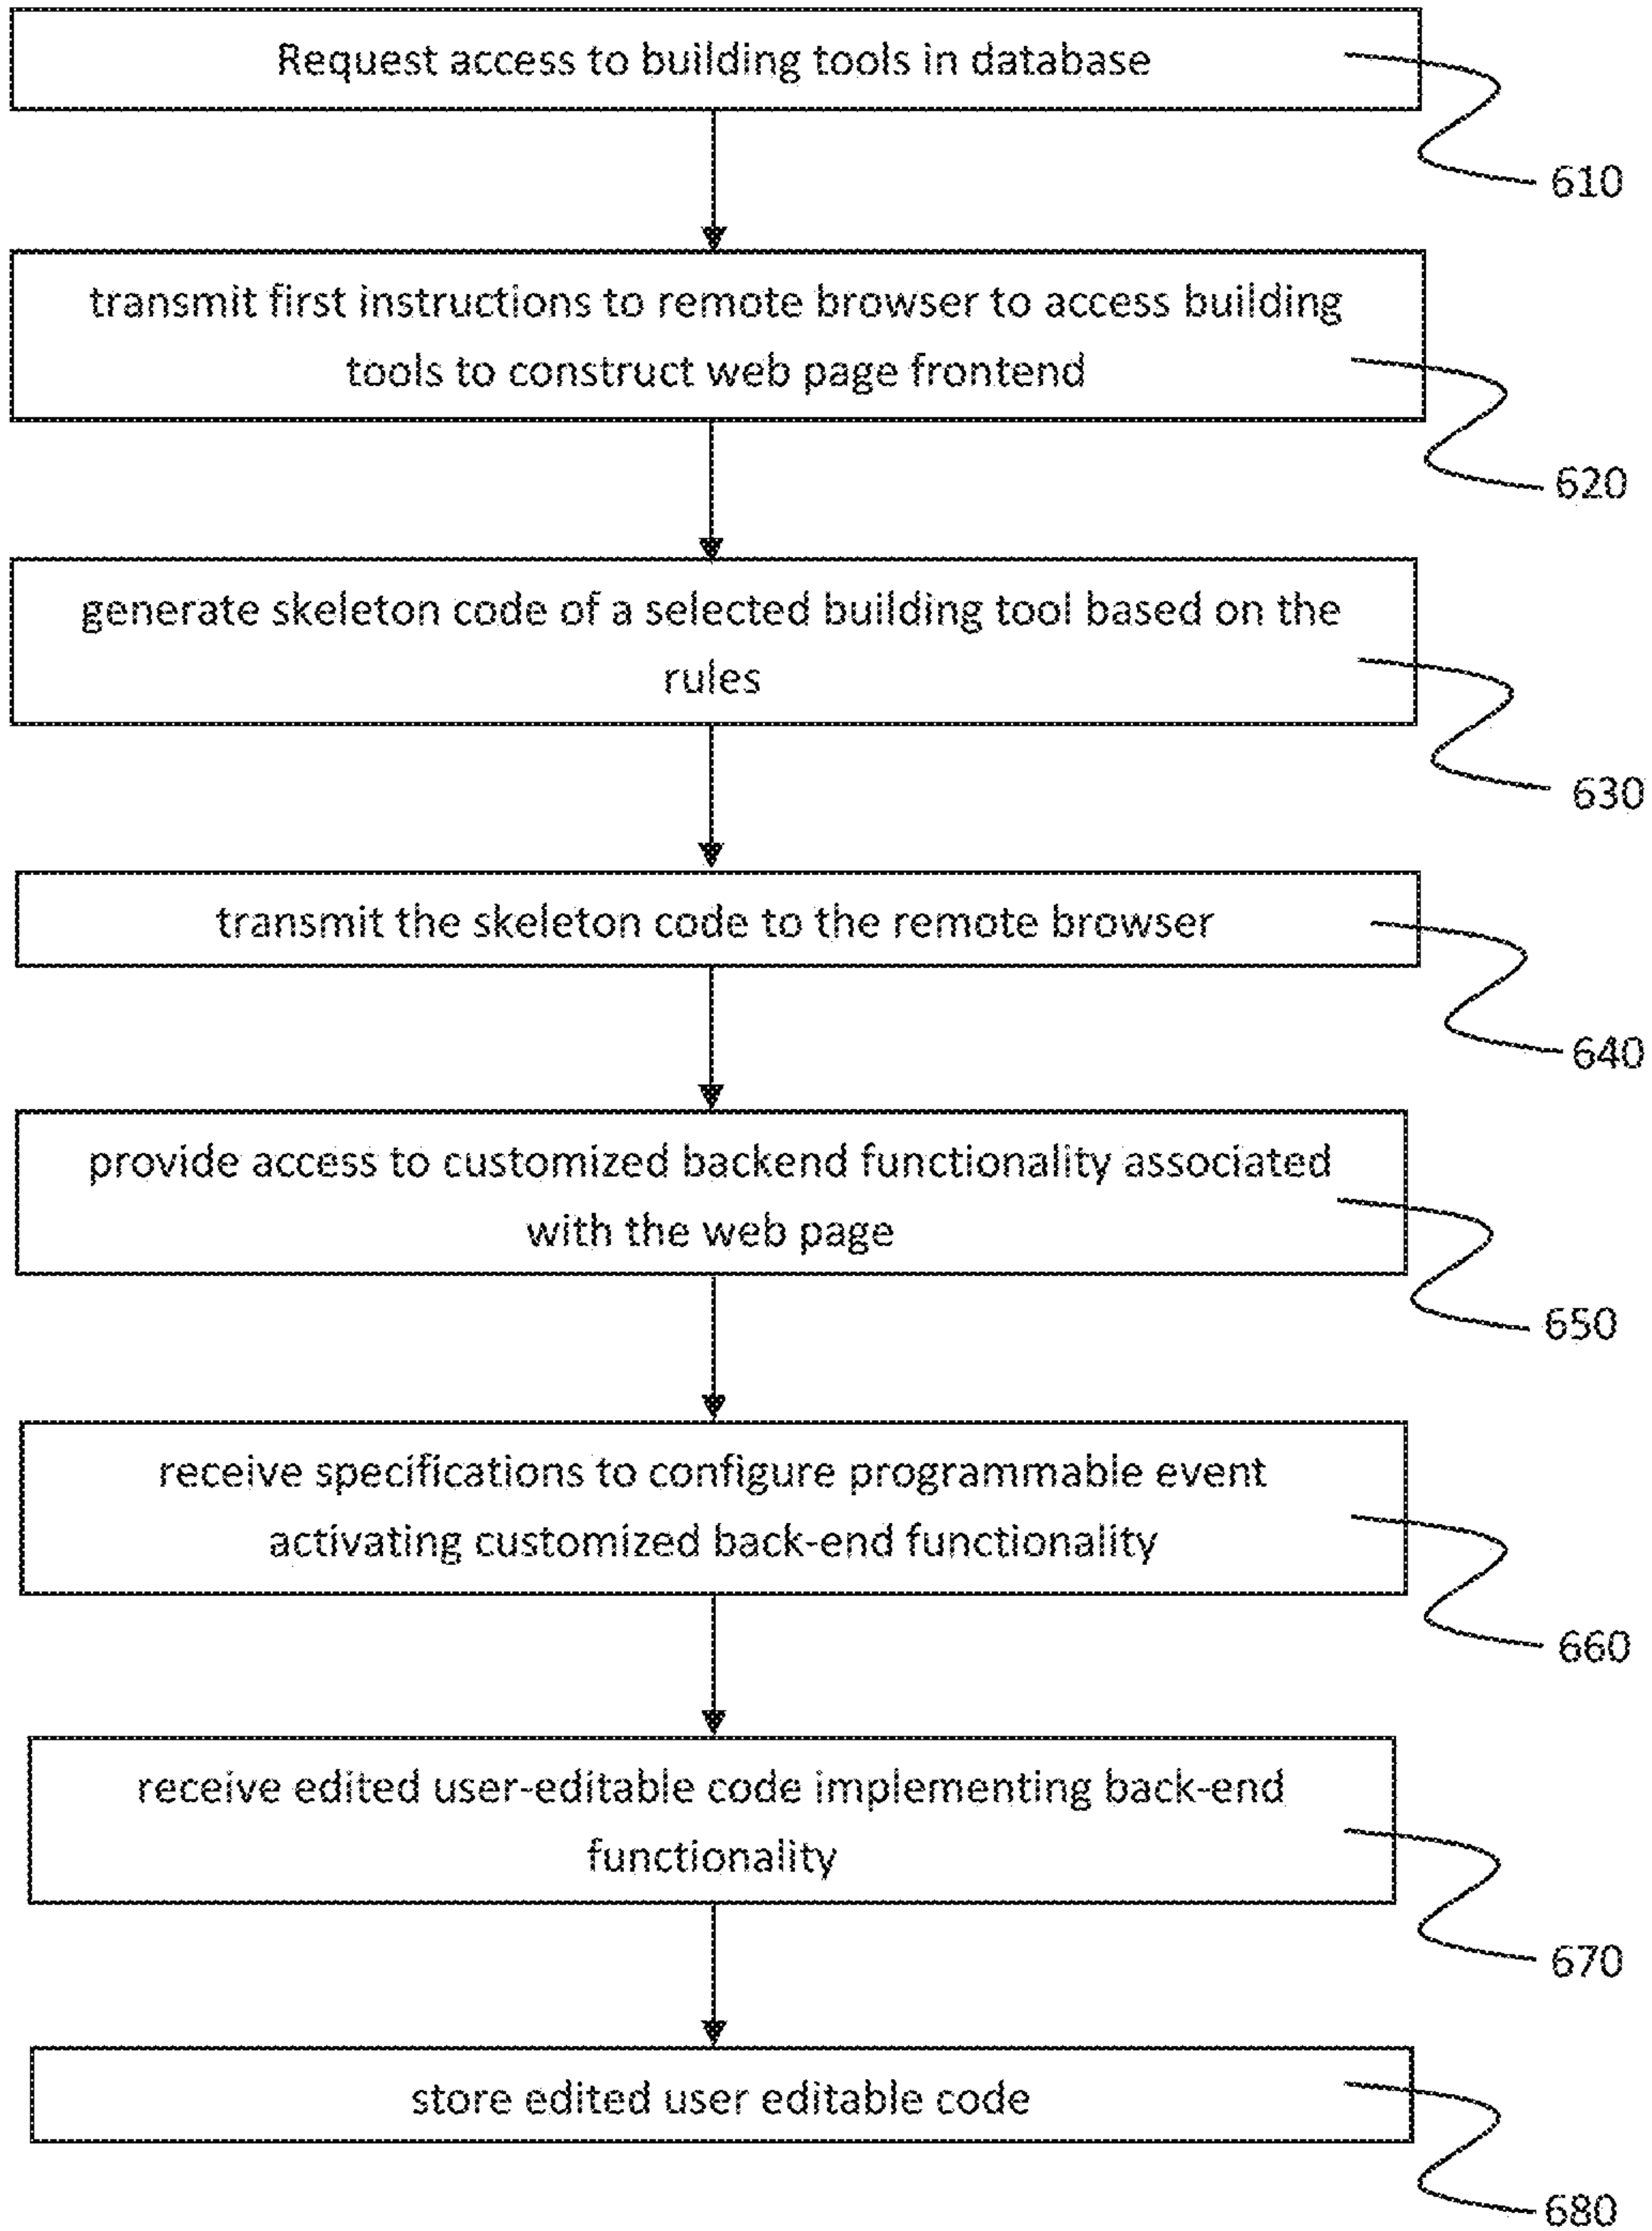 Request access to building tools in database
610
transmit first instructions to remote browser to access building
tools to construct web page frontend
620
generate skeleton code of a selected building tool based on the
rules
630
transmit the skeleton code to the remote browser
640
provide access to customized backend functionality associated
with the web page
650
receive specifications to configure programmable event
activating customized back-end functionality
660
receive edited user-editable code implementing back-end
functionality
670
store edited user editable code
680